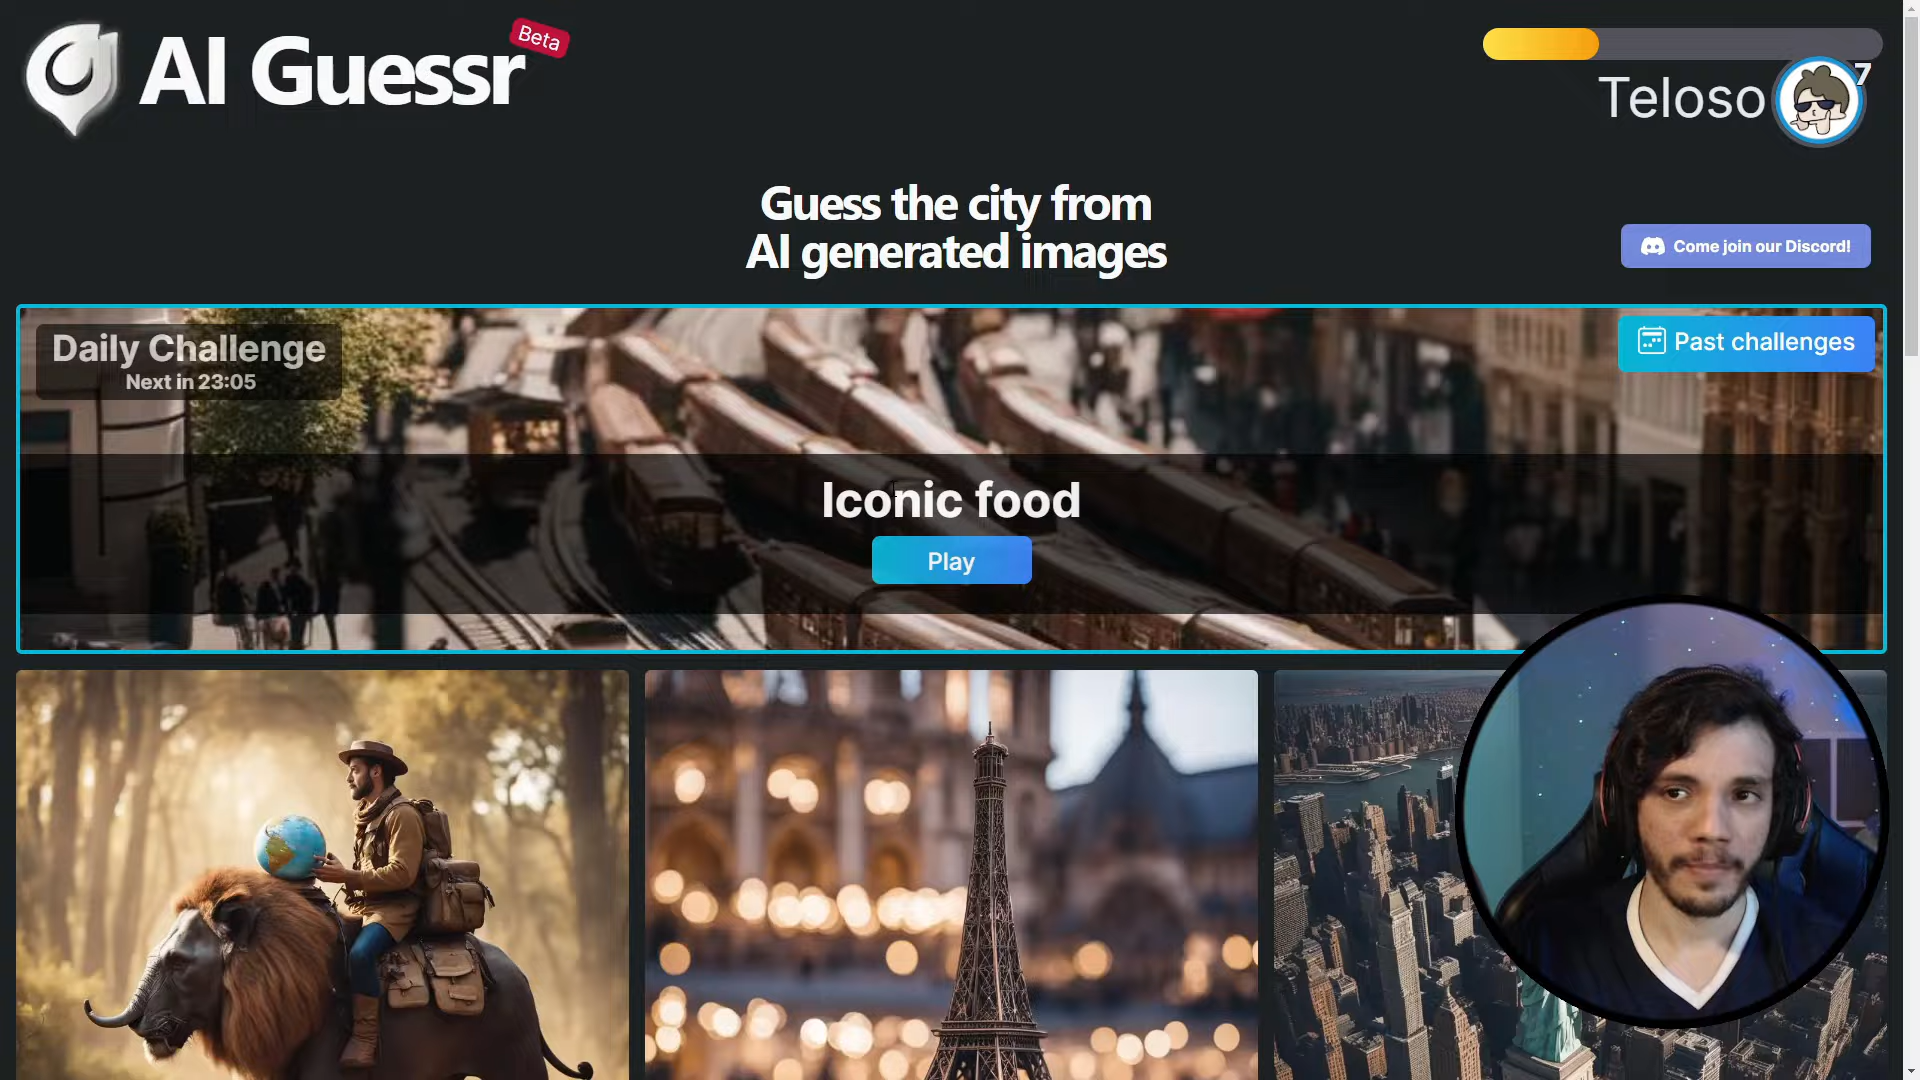 AI Guessr
Beta
7
Teloso
Guess the city from
AI generated images
Come join our Discord!
Daily Challenge
Next in 23:05
Past challenges
Iconic food
Play